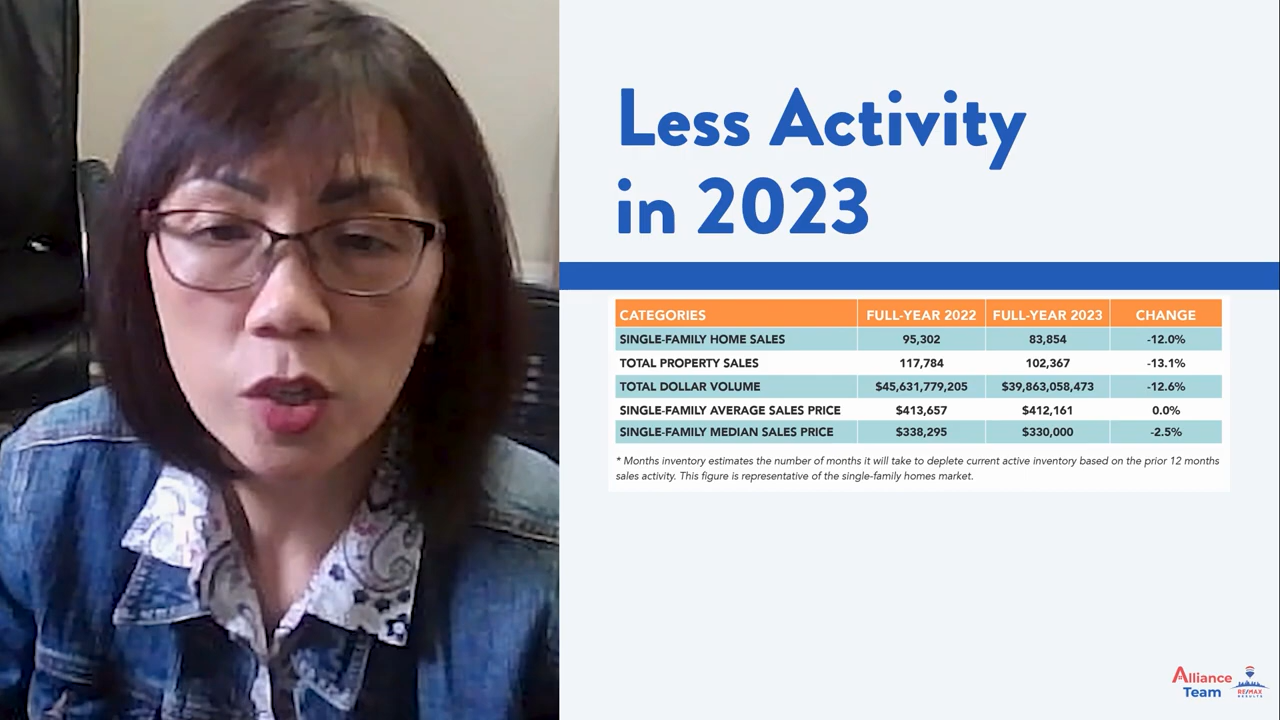 Less Activity
in 2023
CATEGORIES FULL-YEAR 2022 FULL-YEAR 2023 CHANGE
SINGLE-FAMILY HOME SALES 95,302 83,854 -12.0%
TOTAL PROPERTY SALES 117,784 102,367 -13.1%
TOTAL DOLLAR VOLUME $45,631,779,205 $39,863,058,473 -12.6%
SINGLE-FAMILY AVERAGE SALES PRICE $413,657 $412,161 0.0%
SINGLE-FAMILY MEDIAN SALES PRICE $338,295 $330,000 -2.5%
* Months inventory estimates the number of months it will take to deplete current active inventory based on the prior 12 months
sales activity. This figure is representative of the single-family homes market.
Alliance
Team
RE/MAX
RESULTS